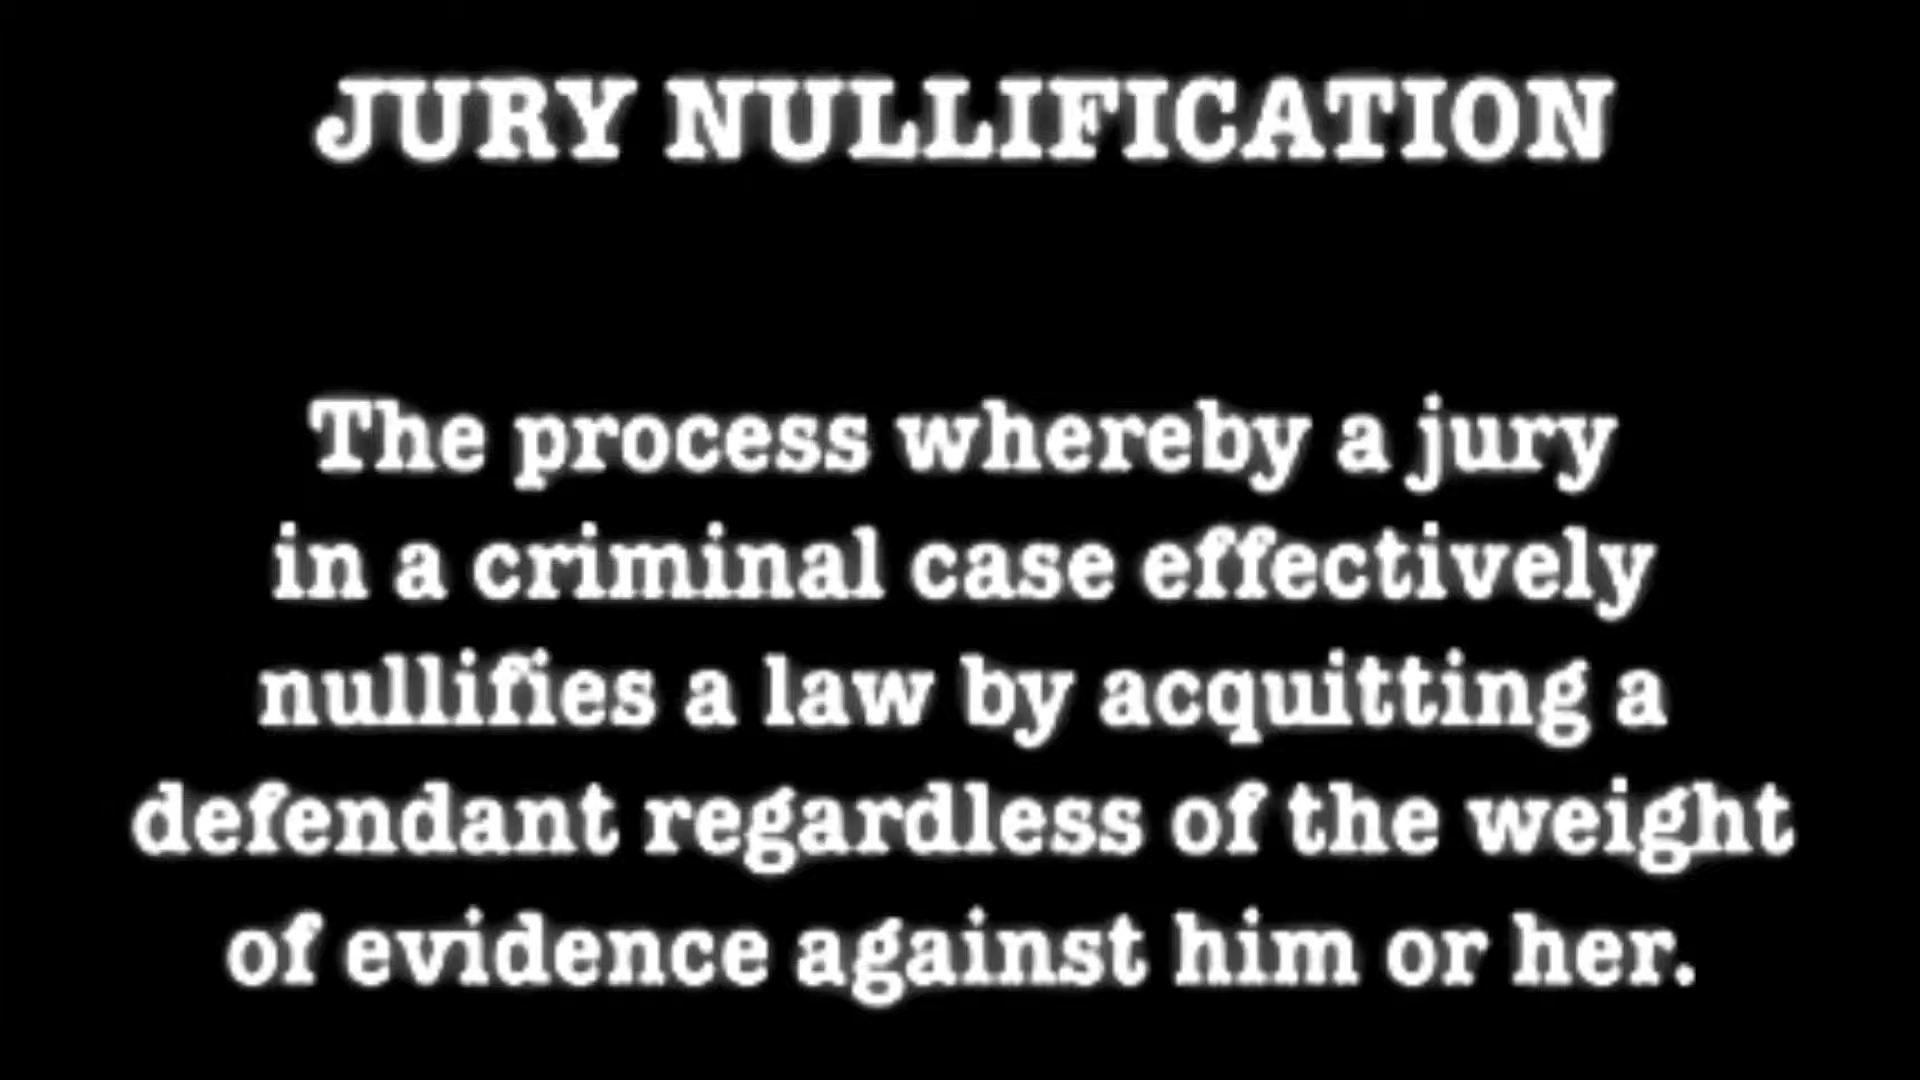 JURY NULLIFICATION
The process whereby a jury
in a criminal case effectively
nullifies a law by acquitting a
defendant regardless of the weight
of evidence against him or her.